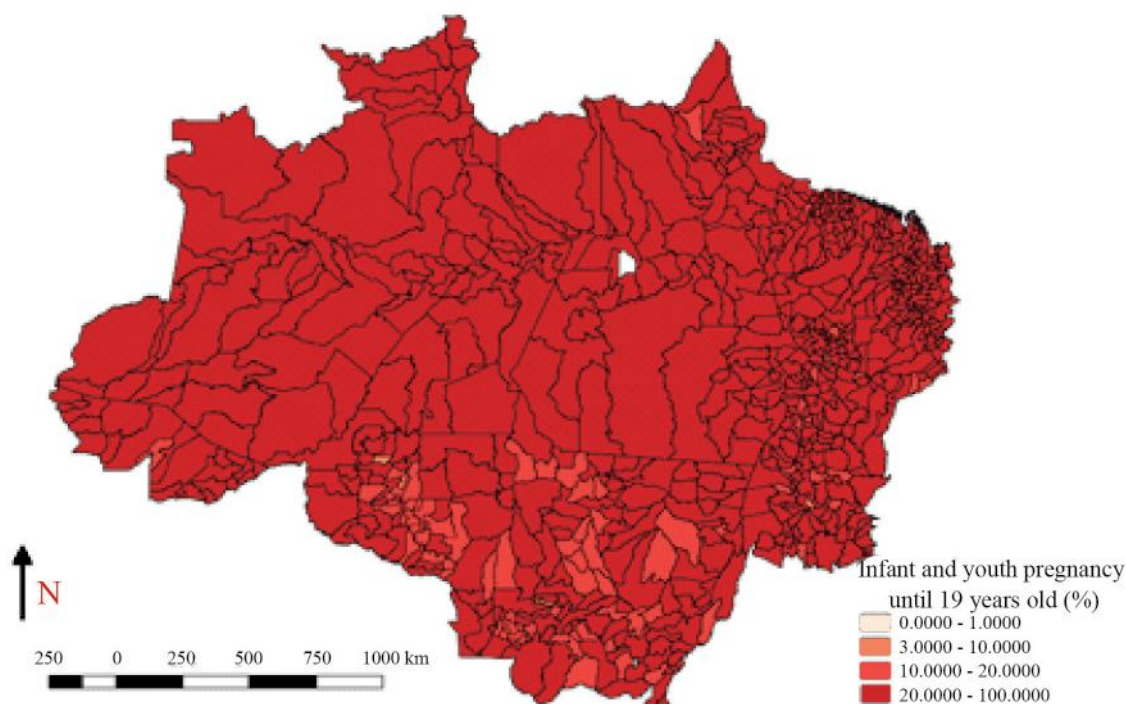 N
250 0 250 500 750 1000 km
Infant and youth pregnancy
until 19 years old (%)
0.0000 - 1.0000
3.0000 - 10.0000
10.0000 - 20.0000
20.0000 - 100.0000